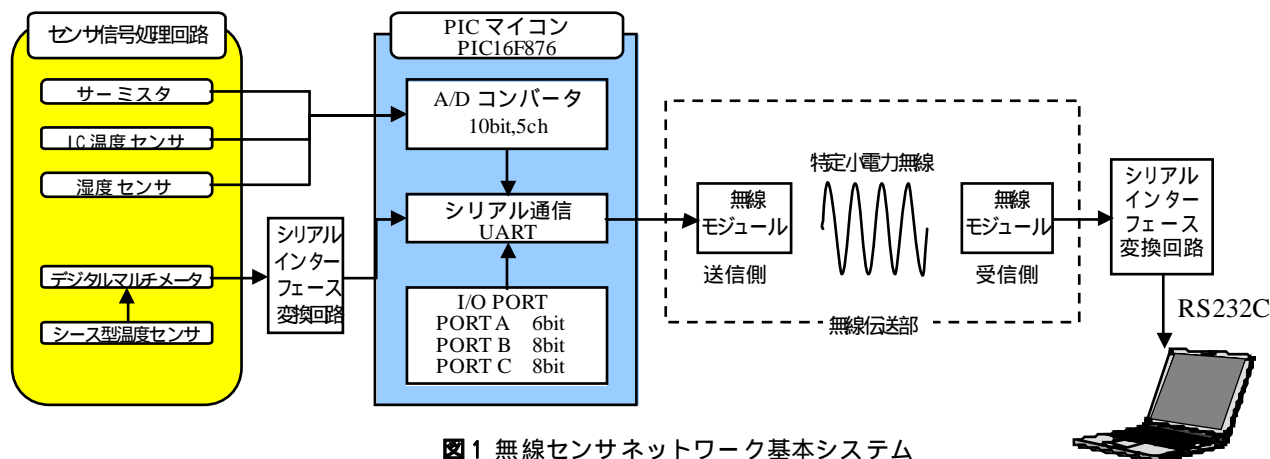 センサ信号処理回路
サーミスタ
IC温度センサ
湿度センサ
デジタルマルチメータ
シース型温度センサ
シリアル
インター
フェース
変換回路
PIC マイコン
PIC16F876
A/D コンバータ
10bit,5ch
シリアル通信
UART
I/O PORT
PORT A 6bit
PORT B 8bit
PORT C 8bit
無線
モジュール
送信側
特定小電力無線
無線
モジュール
受信側
無線伝送部
シリアル
インター
フェース
変換回路
RS232C
図1 無線センサネットワーク基本システム